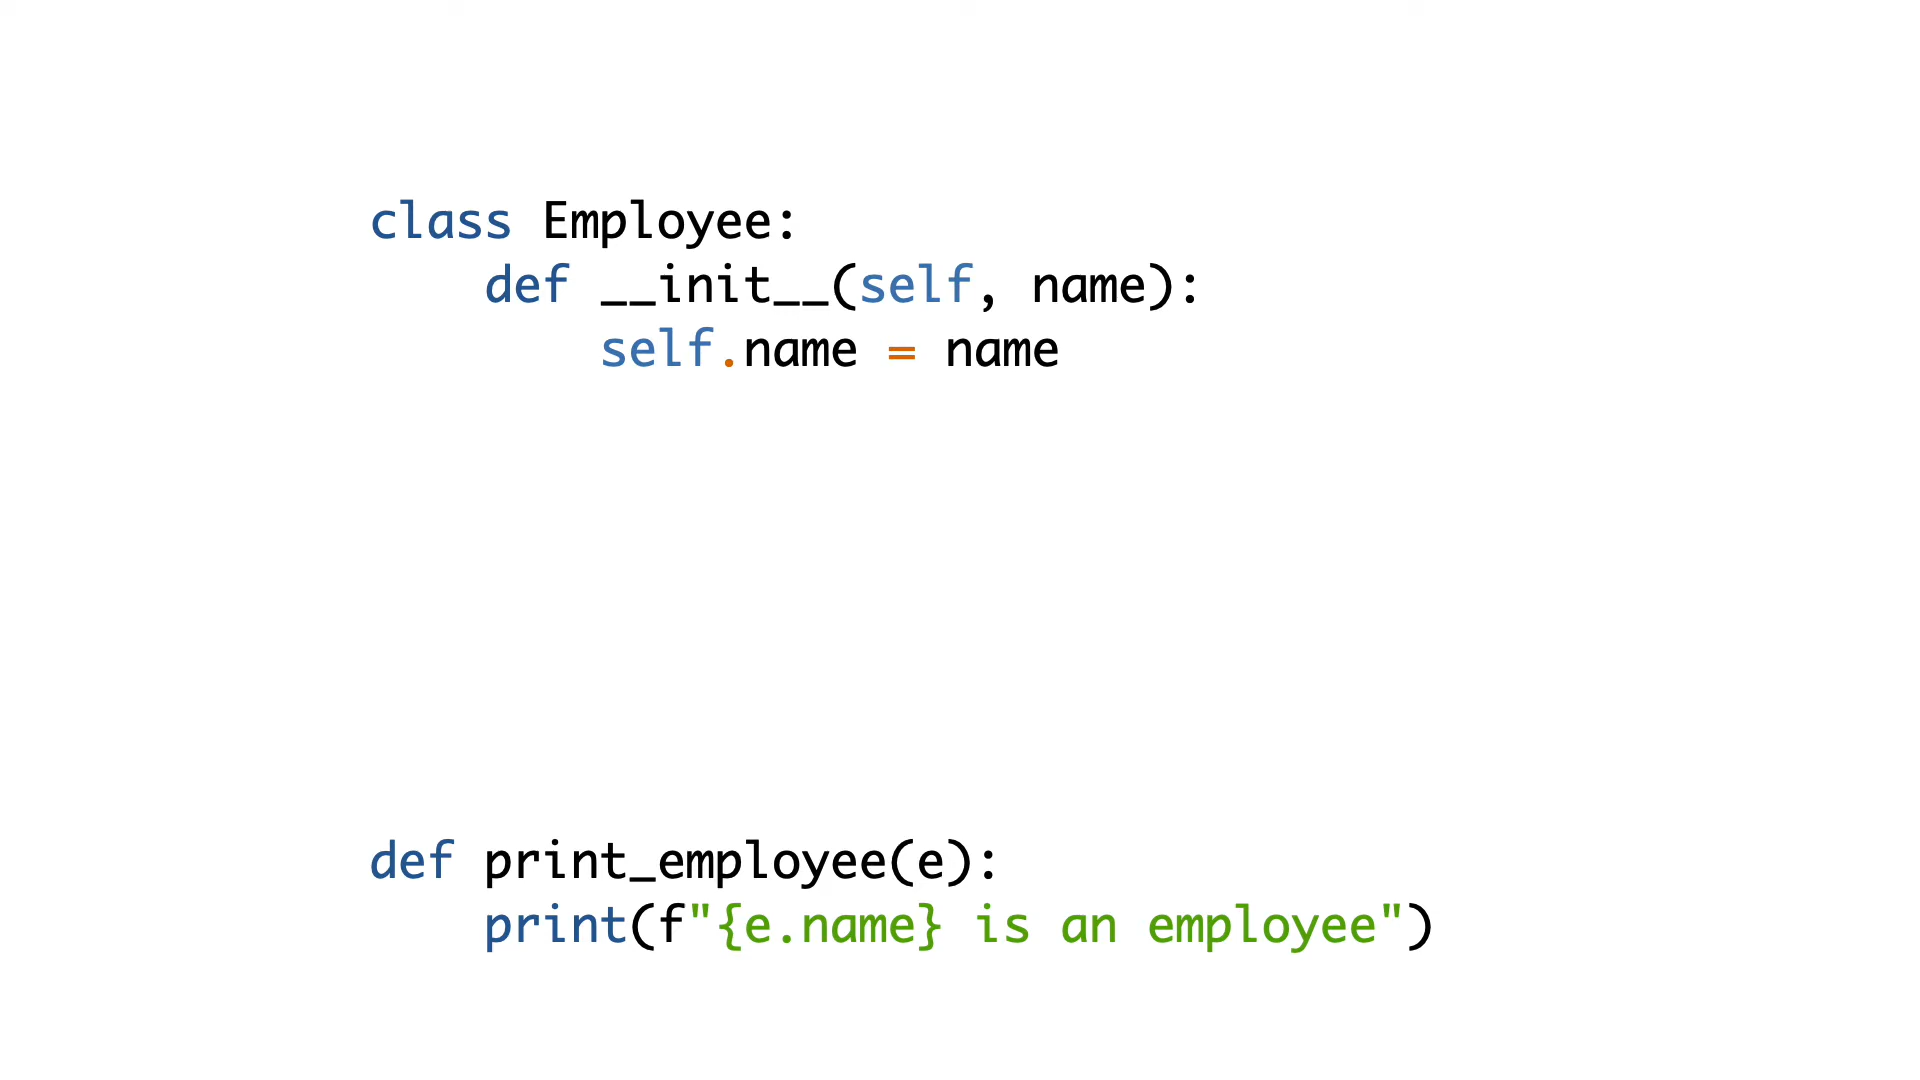 class Employee:
    def __init__(self, name):
        self.name = name
def print_employee(e):
    print(f"{e.name} is an employee")